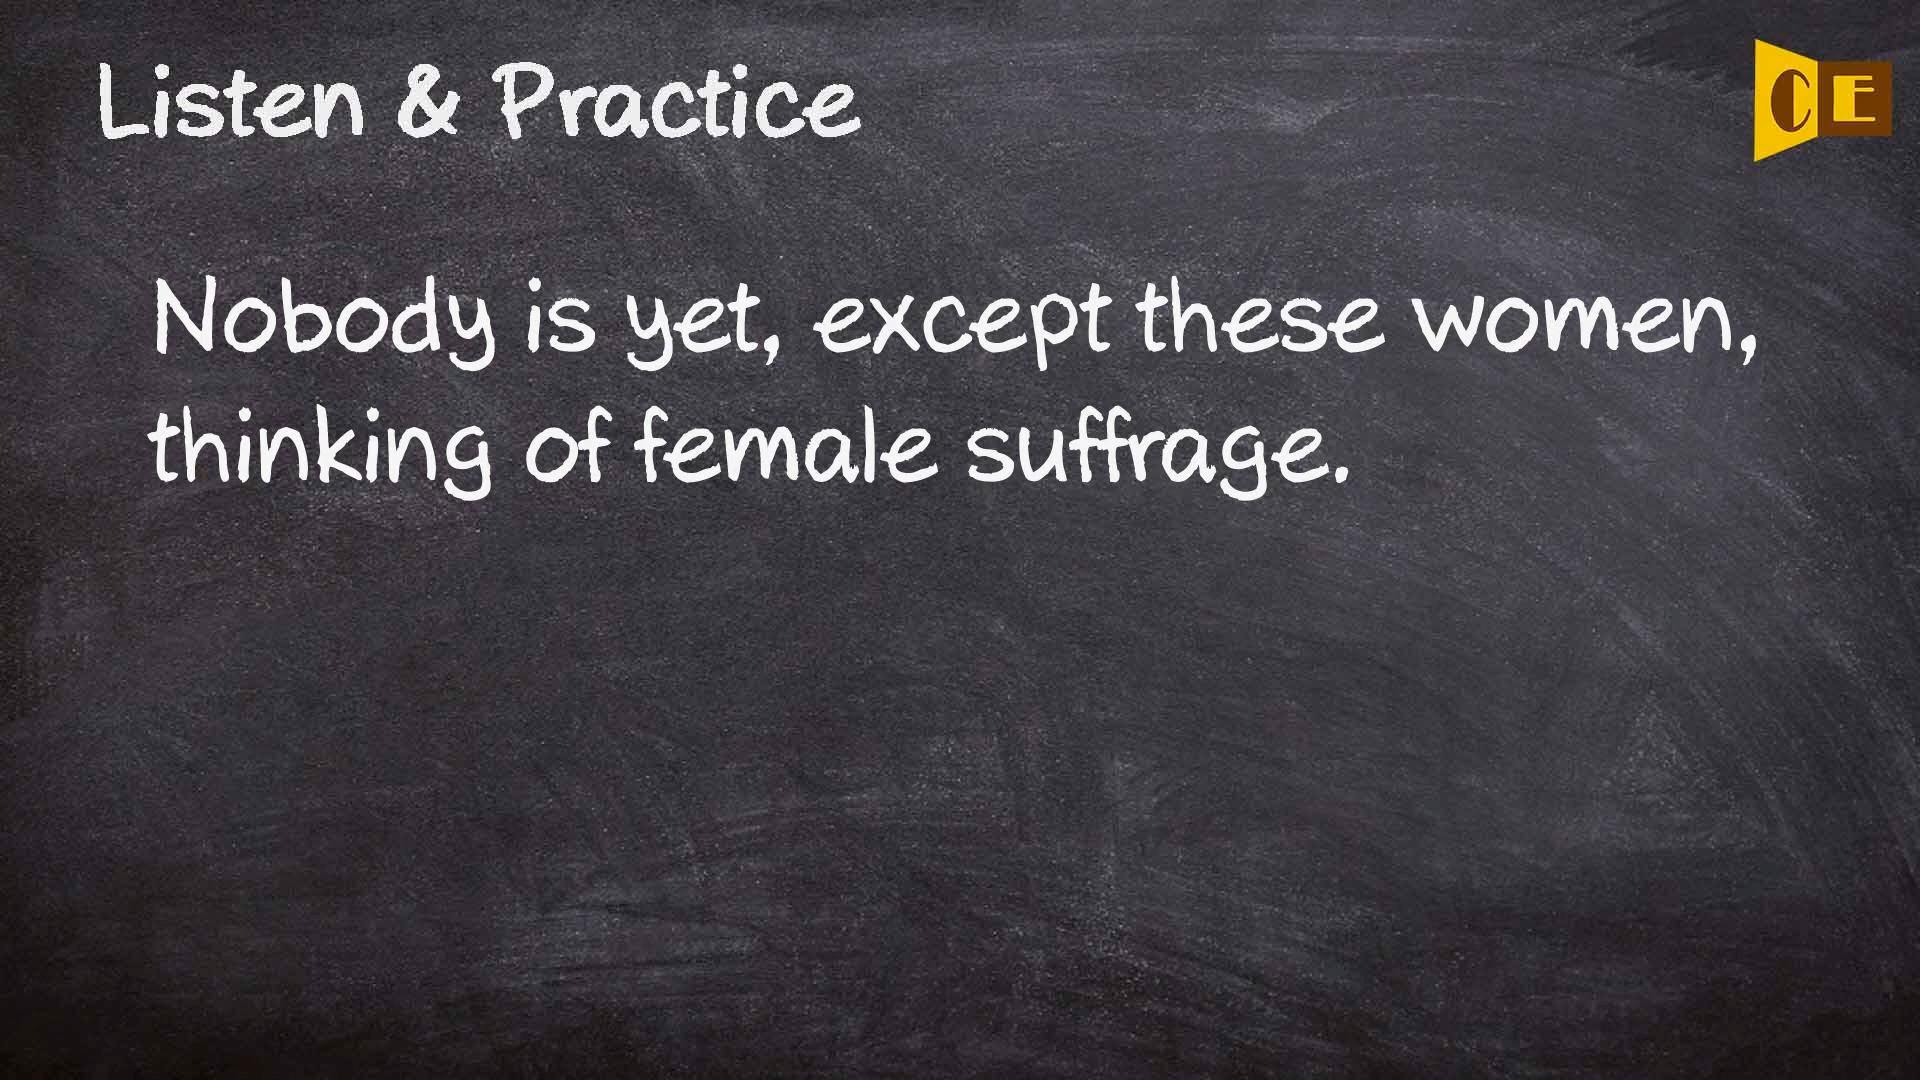 Listen & Practice
CE
Nobody is yet, except these women,
thinking of female suffrage.